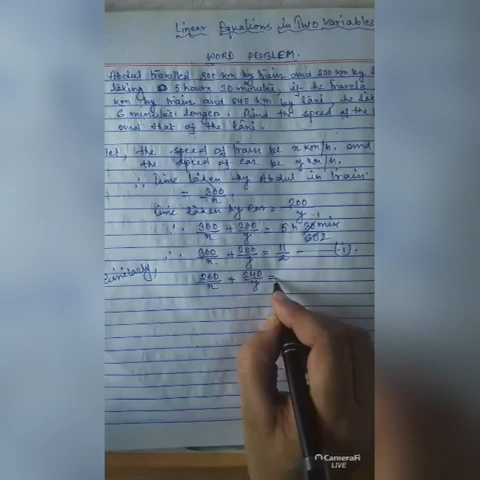 Linear Equations in Two Variables
WORD PROBLEM.
Abdul travelled 300 km by train and 200 km by
taking 5 hours 30 minutes. if he travels
km by train and 240 km by taxi, he
6 minutes longer. Find the speed of the
and that of the taxi.
let, the speed of train be x km/h. and
the speed of car be y km/h.
∴ time taken by Abdul in train
= 300/x
time taken by car = 200/y
∴ 300/x + 200/y = 5 h 30 min
∴ 300/x + 200/y = 11/2 — (1).
Similarly,
260/x + 240/y =
CameraFi
LIVE